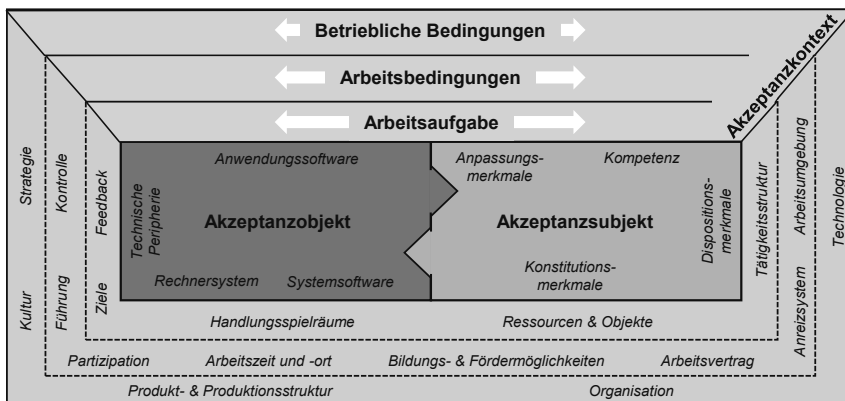 Betriebliche Bedingungen
Arbeitsbedingungen
Arbeitsaufgabe
Akzeptanzkontext
Strategie
Kultur
Kontrolle
Führung
Feedback
Ziele
Anwendungssoftware
Technische
Peripherie
Akzeptanzobjekt
Rechnersystem
Systemsoftware
Anpassungs-
merkmale
Kompetenz
Akzeptanzsubjekt
Dispositions-
merkmale
Konstitutions-
merkmale
Tätigkeitsstruktur
Arbeitsumgebung
Anreizsystem
Technologie
Handlungsspielräume
Ressourcen & Objekte
Partizipation
Arbeitszeit und -ort
Bildungs- & Fördermöglichkeiten
Arbeitsvertrag
Produkt- & Produktionsstruktur
Organisation